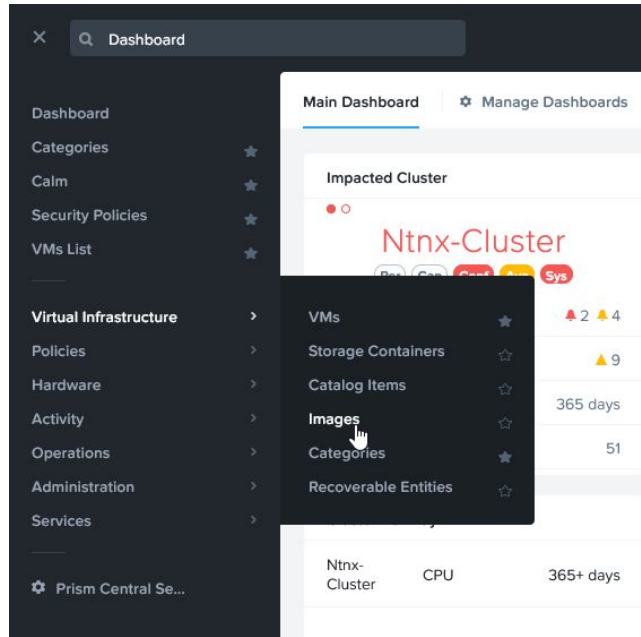 Dashboard
Main Dashboard
Manage Dashboards
Dashboard
Categories
Calm
Security Policies
VMs List
Virtual Infrastructure
Policies
Hardware
Activity
Operations
Administration
Services
Prism Central Se...
VMs
Storage Containers
Catalog Items
Images
Categories
Recoverable Entities
Impacted Cluster
Ntnx-Cluster
Sys
2 4
9
365 days
51
Ntnx-
Cluster
CPU
365+ days